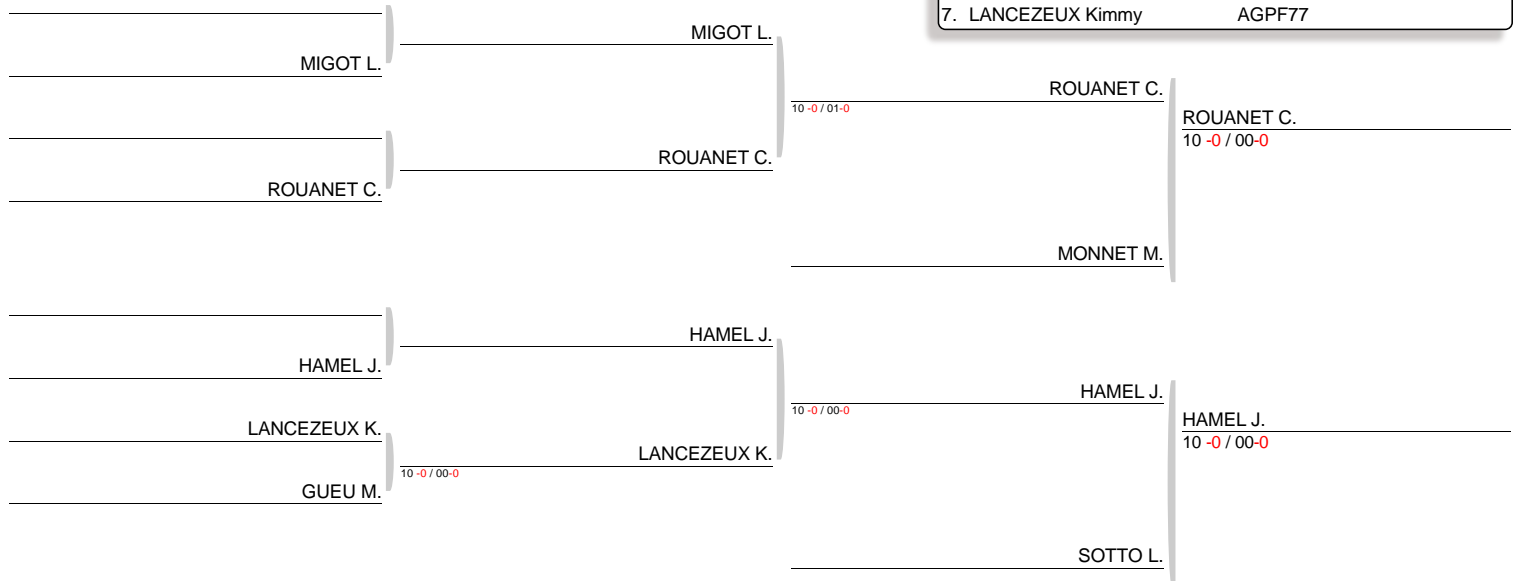 7. LANCEZEUX Kimmy AGPF77
MIGOT L.
MIGOT L.
ROUANET C.
10 -0 / 01-0
ROUANET C.
10 -0 / 00-0
ROUANET C.
ROUANET C.
MONNET M.
HAMEL J.
HAMEL J.
HAMEL J.
10 -0 / 00-0
HAMEL J.
10 -0 / 00-0
LANCEZEUX K.
LANCEZEUX K.
10 -0 / 00-0
GUEU M.
SOTTO L.